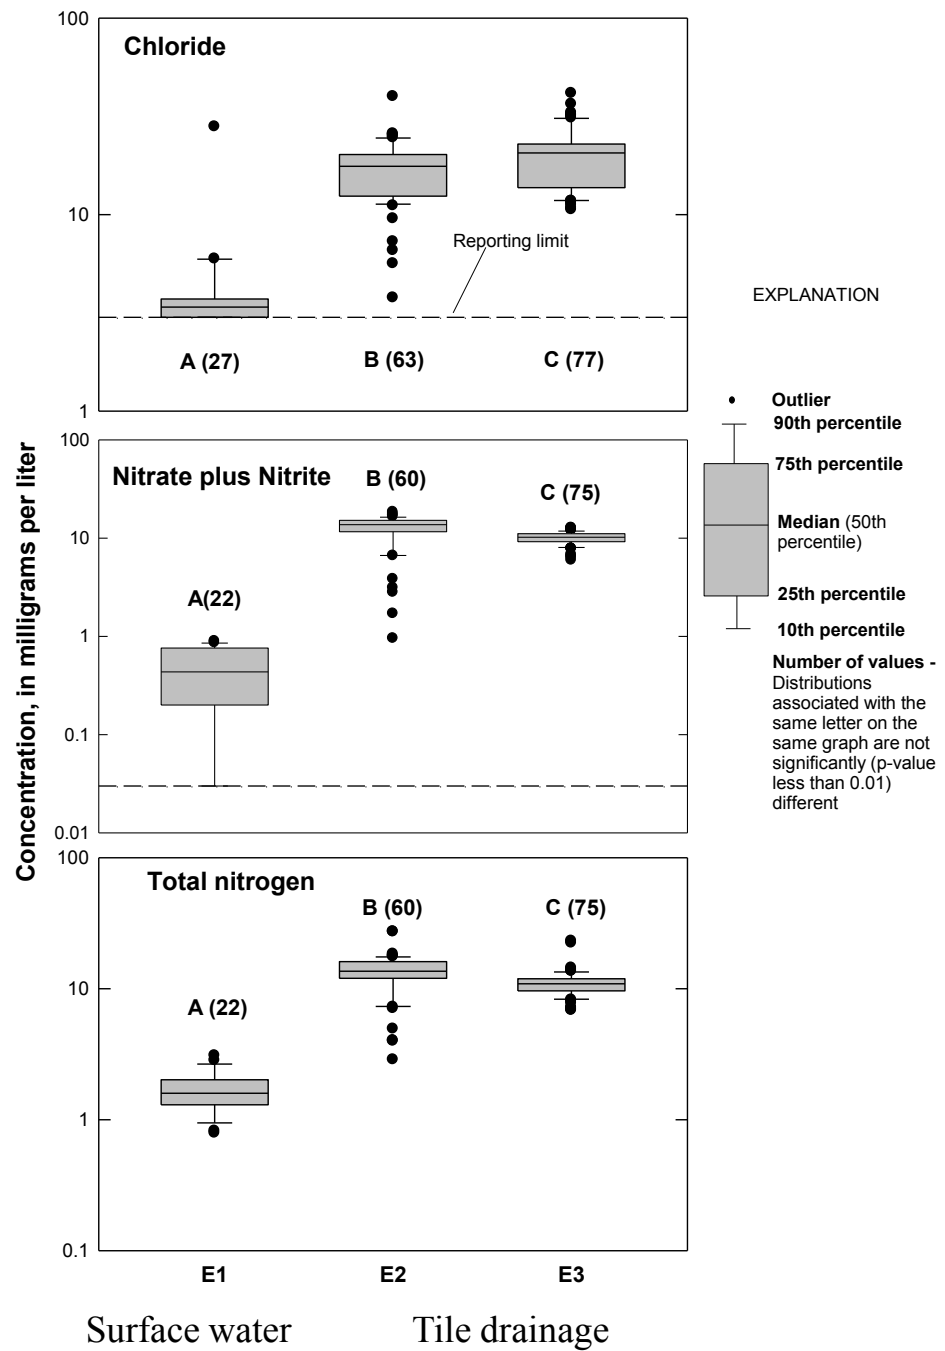 100
Chloride
10
Reporting limit
A (27)
B (63)
C (77)
1
Concentration, in milligrams per liter
100
Nitrate plus Nitrite
B (60)
C (75)
10
A(22)
1
0.1
0.01
100
Total nitrogen
B (60)
C (75)
10
A (22)
1
0.1
E1
E2
E3
Surface water
Tile drainage
EXPLANATION
Outlier
90th percentile
75th percentile
Median (50th
percentile)
25th percentile
10th percentile
Number of values -
Distributions
associated with the
same letter on the
same graph are not
significantly (p-value
less than 0.01)
different